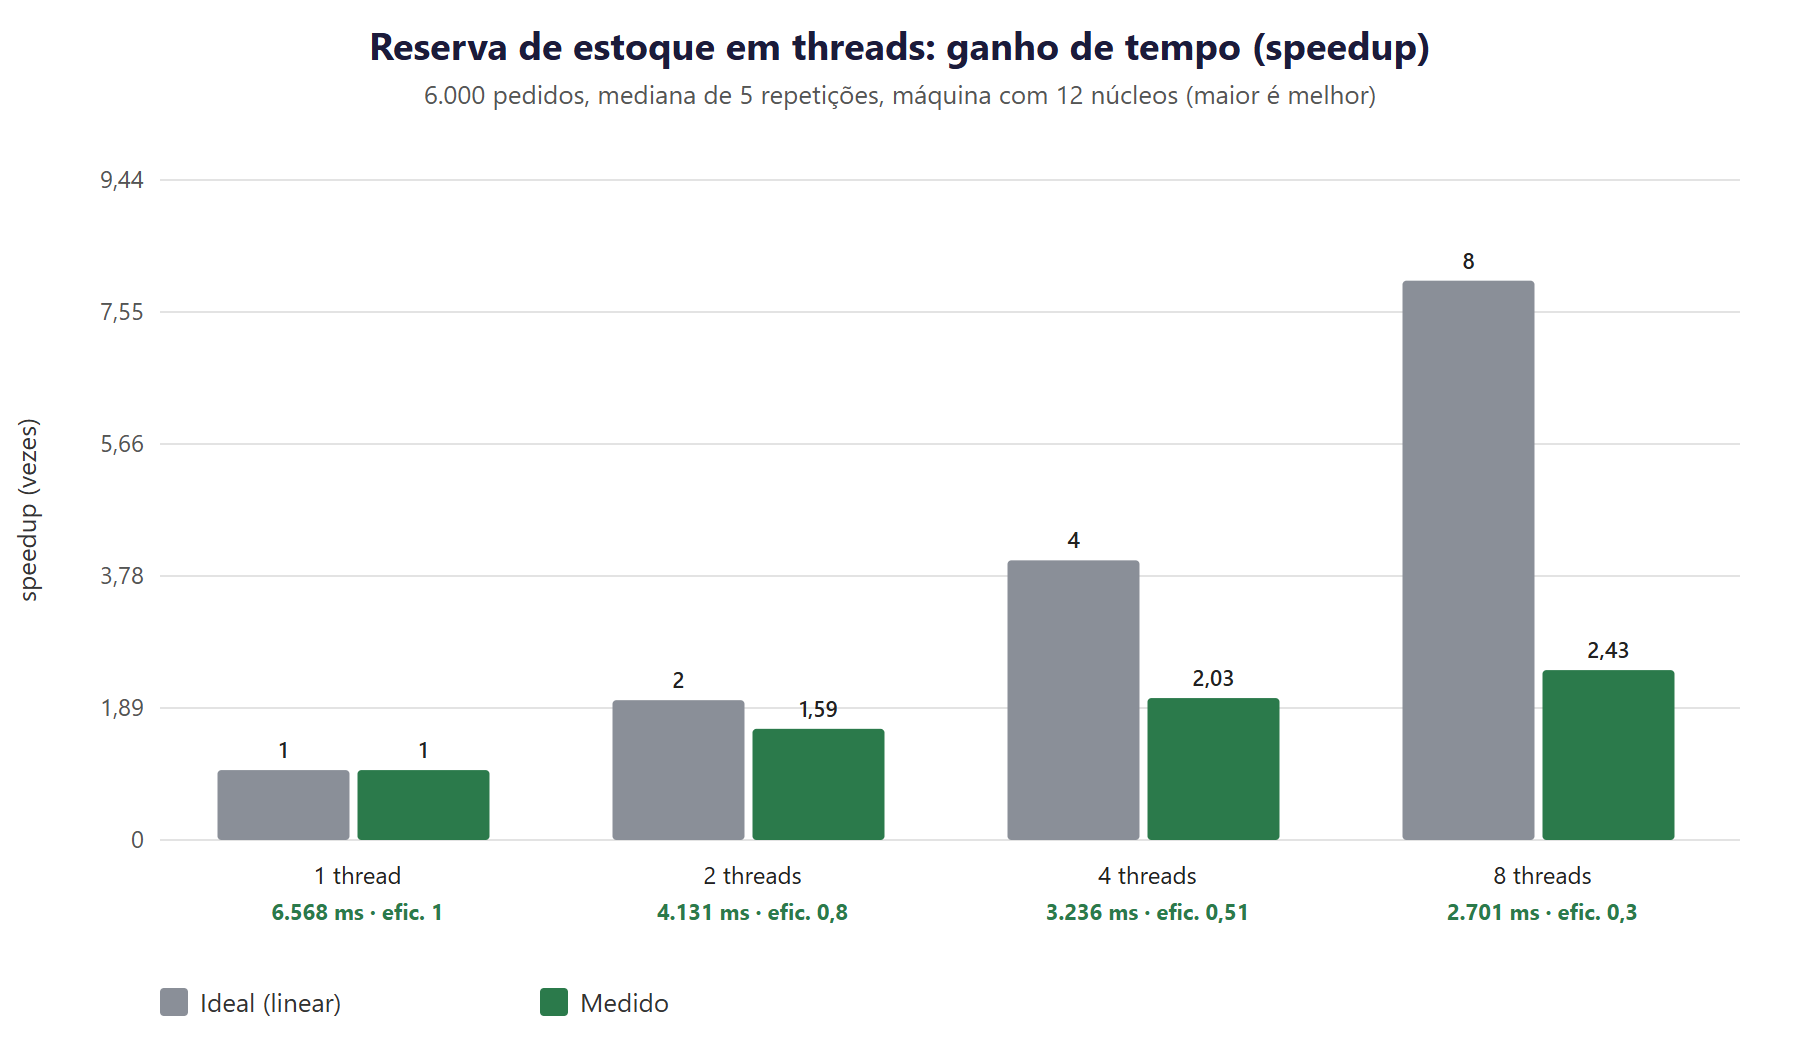 Reserva de estoque em threads: ganho de tempo (speedup)
6.000 pedidos, mediana de 5 repetições, máquina com 12 núcleos (maior é melhor)
speedup (vezes)
9,44
7,55
5,66
3,78
1,89
0
1
1
2
1,59
4
2,03
8
2,43
1 thread
2 threads
4 threads
8 threads
6.568 ms · efic. 1
4.131 ms · efic. 0,8
3.236 ms · efic. 0,51
2.701 ms · efic. 0,3
Ideal (linear)
Medido